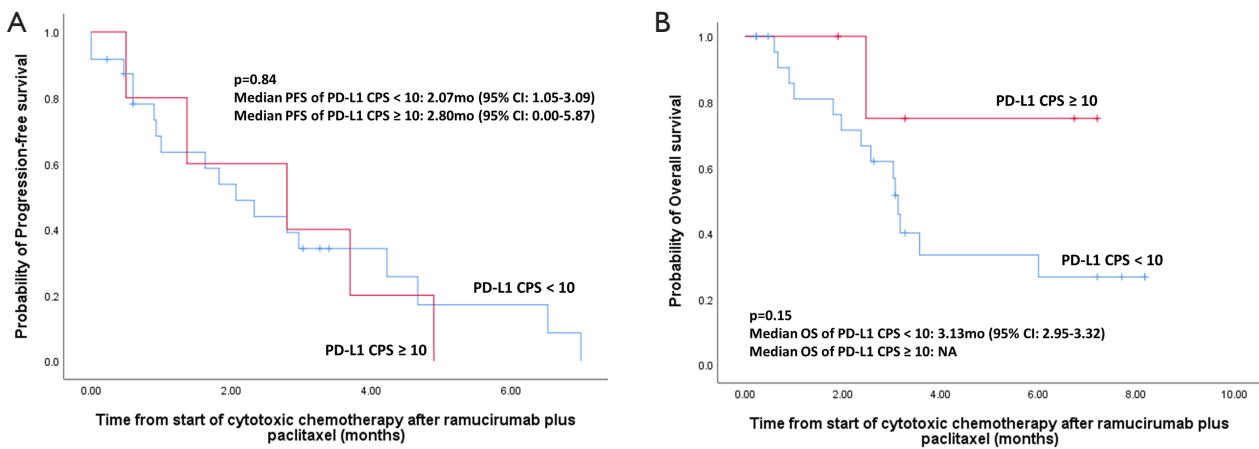 A
Probability of Progression-free survival
1.0
0.8
0.6
0.4
0.2
0.0
p=0.84
Median PFS of PD-L1 CPS < 10: 2.07mo (95% CI: 1.05-3.09)
Median PFS of PD-L1 CPS ≥ 10: 2.80mo (95% CI: 0.00-5.87)
PD-L1 CPS < 10
PD-L1 CPS ≥ 10
0.00 2.00 4.00 6.00
Time from start of cytotoxic chemotherapy after ramucirumab plus
paclitaxel (months)
B
Probability of Overall survival
1.0
0.8
0.6
0.4
0.2
0.0
PD-L1 CPS ≥ 10
PD-L1 CPS < 10
p=0.15
Median OS of PD-L1 CPS < 10: 3.13mo (95% CI: 2.95-3.32)
Median OS of PD-L1 CPS ≥ 10: NA
0.00 2.00 4.00 6.00 8.00 10.00
Time from start of cytotoxic chemotherapy after ramucirumab plus
paclitaxel (months)